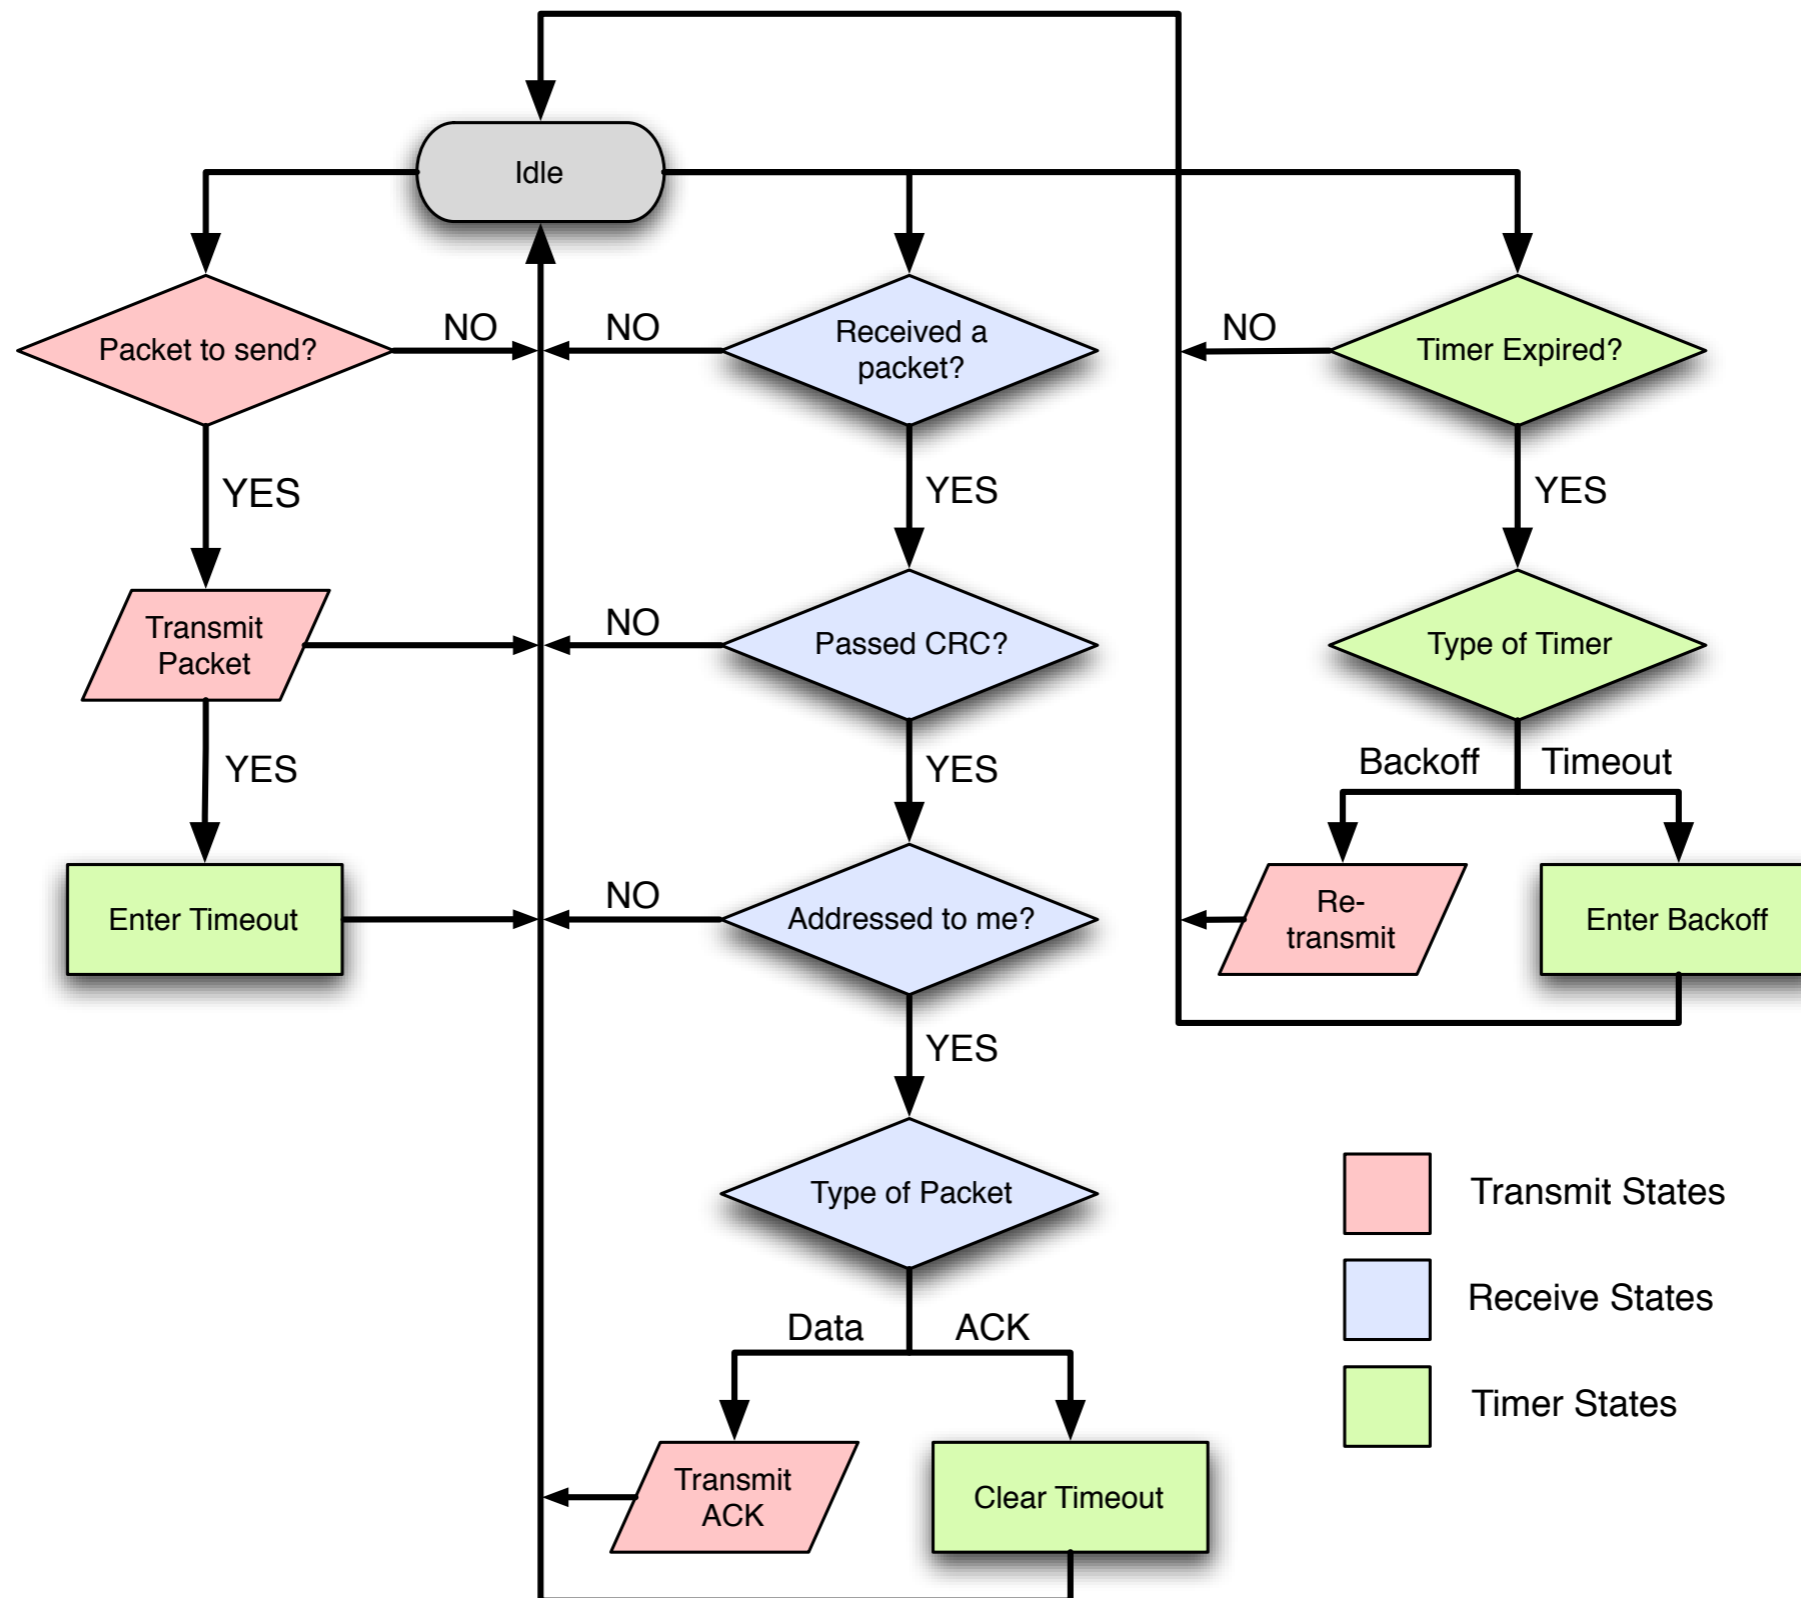 Idle
Packet to send?
NO
NO
Received a
packet?
NO
Timer Expired?
YES
YES
YES
Transmit
Packet
NO
Passed CRC?
Type of Timer
YES
YES
Backoff
Timeout
Enter Timeout
NO
Addressed to me?
Re-
transmit
Enter Backoff
YES
Type of Packet
Transmit States
Receive States
Data
ACK
Timer States
Transmit
ACK
Clear Timeout